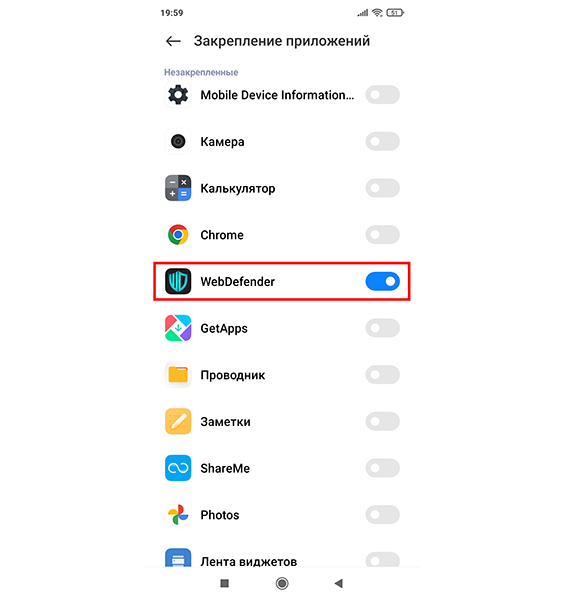 19:59
51
Закрепление приложений
Незакрепленные
Mobile Device Information...
Камера
Калькулятор
Chrome
WebDefender
GetApps
Проводник
Заметки
ShareMe
Photos
Лента виджетов